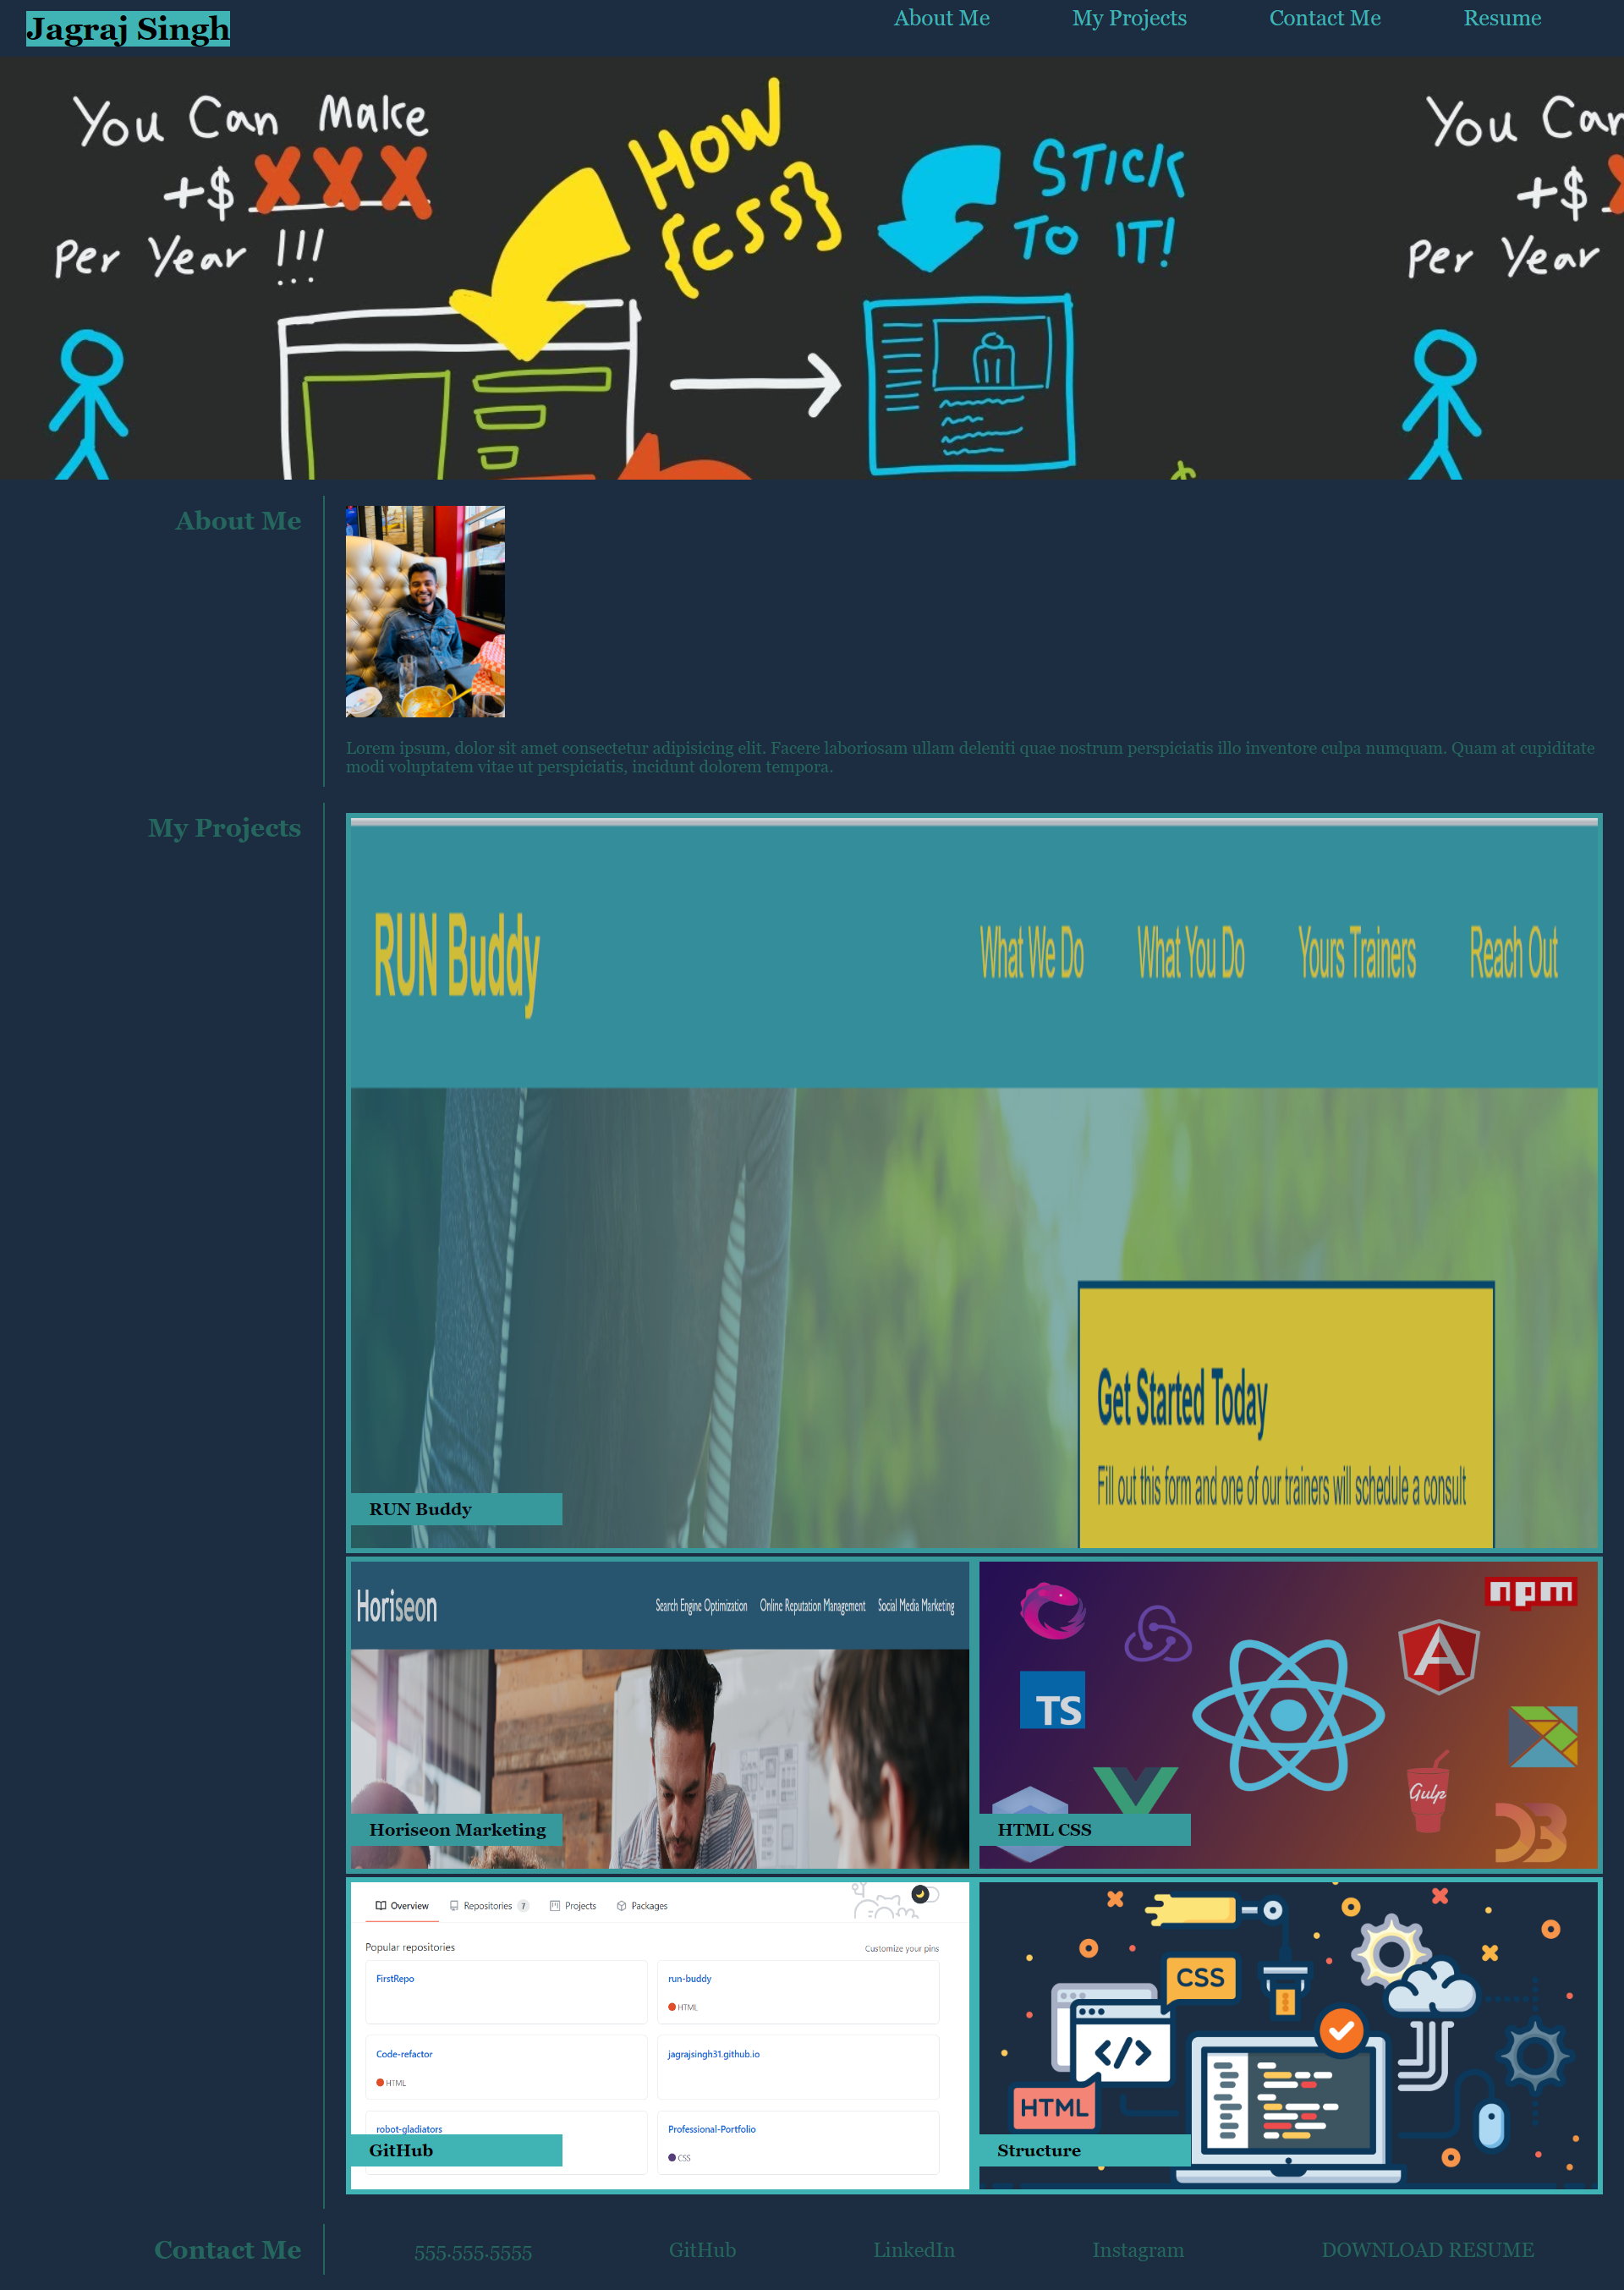 Jagraj Singh
About Me My Projects Contact Me Resume
You Can Make
+$ XXX
Per Year !!!
HOW
{CSS}
STICK
TO IT!
You Can
+$ X
Per Year
About Me
Lorem ipsum, dolor sit amet consectetur adipisicing elit. Facere laboriosam ullam deleniti quae nostrum perspiciatis illo inventore culpa numquam. Quam at cupiditate
modi voluptatem vitae ut perspiciatis, incidunt dolorem tempora.
My Projects
RUN Buddy
What We Do What You Do Yours Trainers Reach Out
Get Started Today
Fill out this form and one of our trainers will schedule a consult
RUN Buddy
Horiseon
Search Engine Optimization Online Reputation Management Social Media Marketing
Horiseon Marketing
npm
TS
A
Gulp
D3
HTML CSS
Overview Repositories 7 Projects Packages
Popular repositories Customize your pins
FirstRepo
run-buddy
HTML
Code-refactor
HTML
jagrajsingh31.github.io
robot-gladiators
Professional-Portfolio
CSS
GitHub
CSS
</>
HTML
Structure
Contact Me
555.555.5555 GitHub LinkedIn Instagram DOWNLOAD RESUME